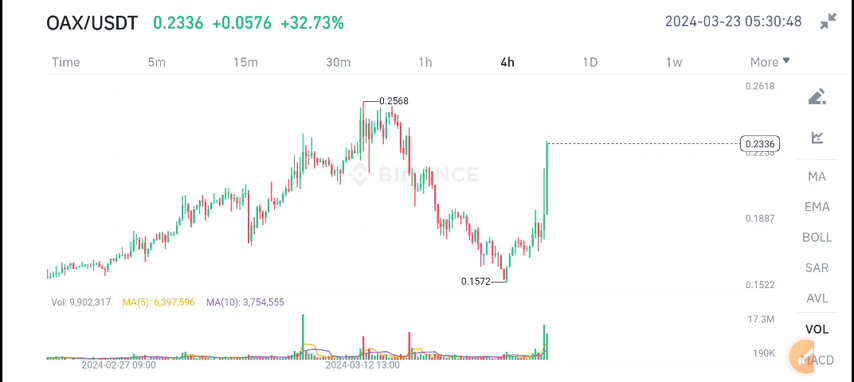 OAX/USDT 0.2336 +0.0576 +32.73% 2024-03-23 05:30:48
Time 5m 15m 30m 1h 4h 1D 1w More
0.2618
0.2568
0.2336
BINANCE
MA
EMA
0.1887
BOLL
SAR
0.1572
0.1522
AVL
Vol: 9,902,317 MA(5): 6,397,596 MA(10): 3,754,555
17.3M
VOL
190K
MACD
2024-02-27 09:00 2024-03-12 13:00